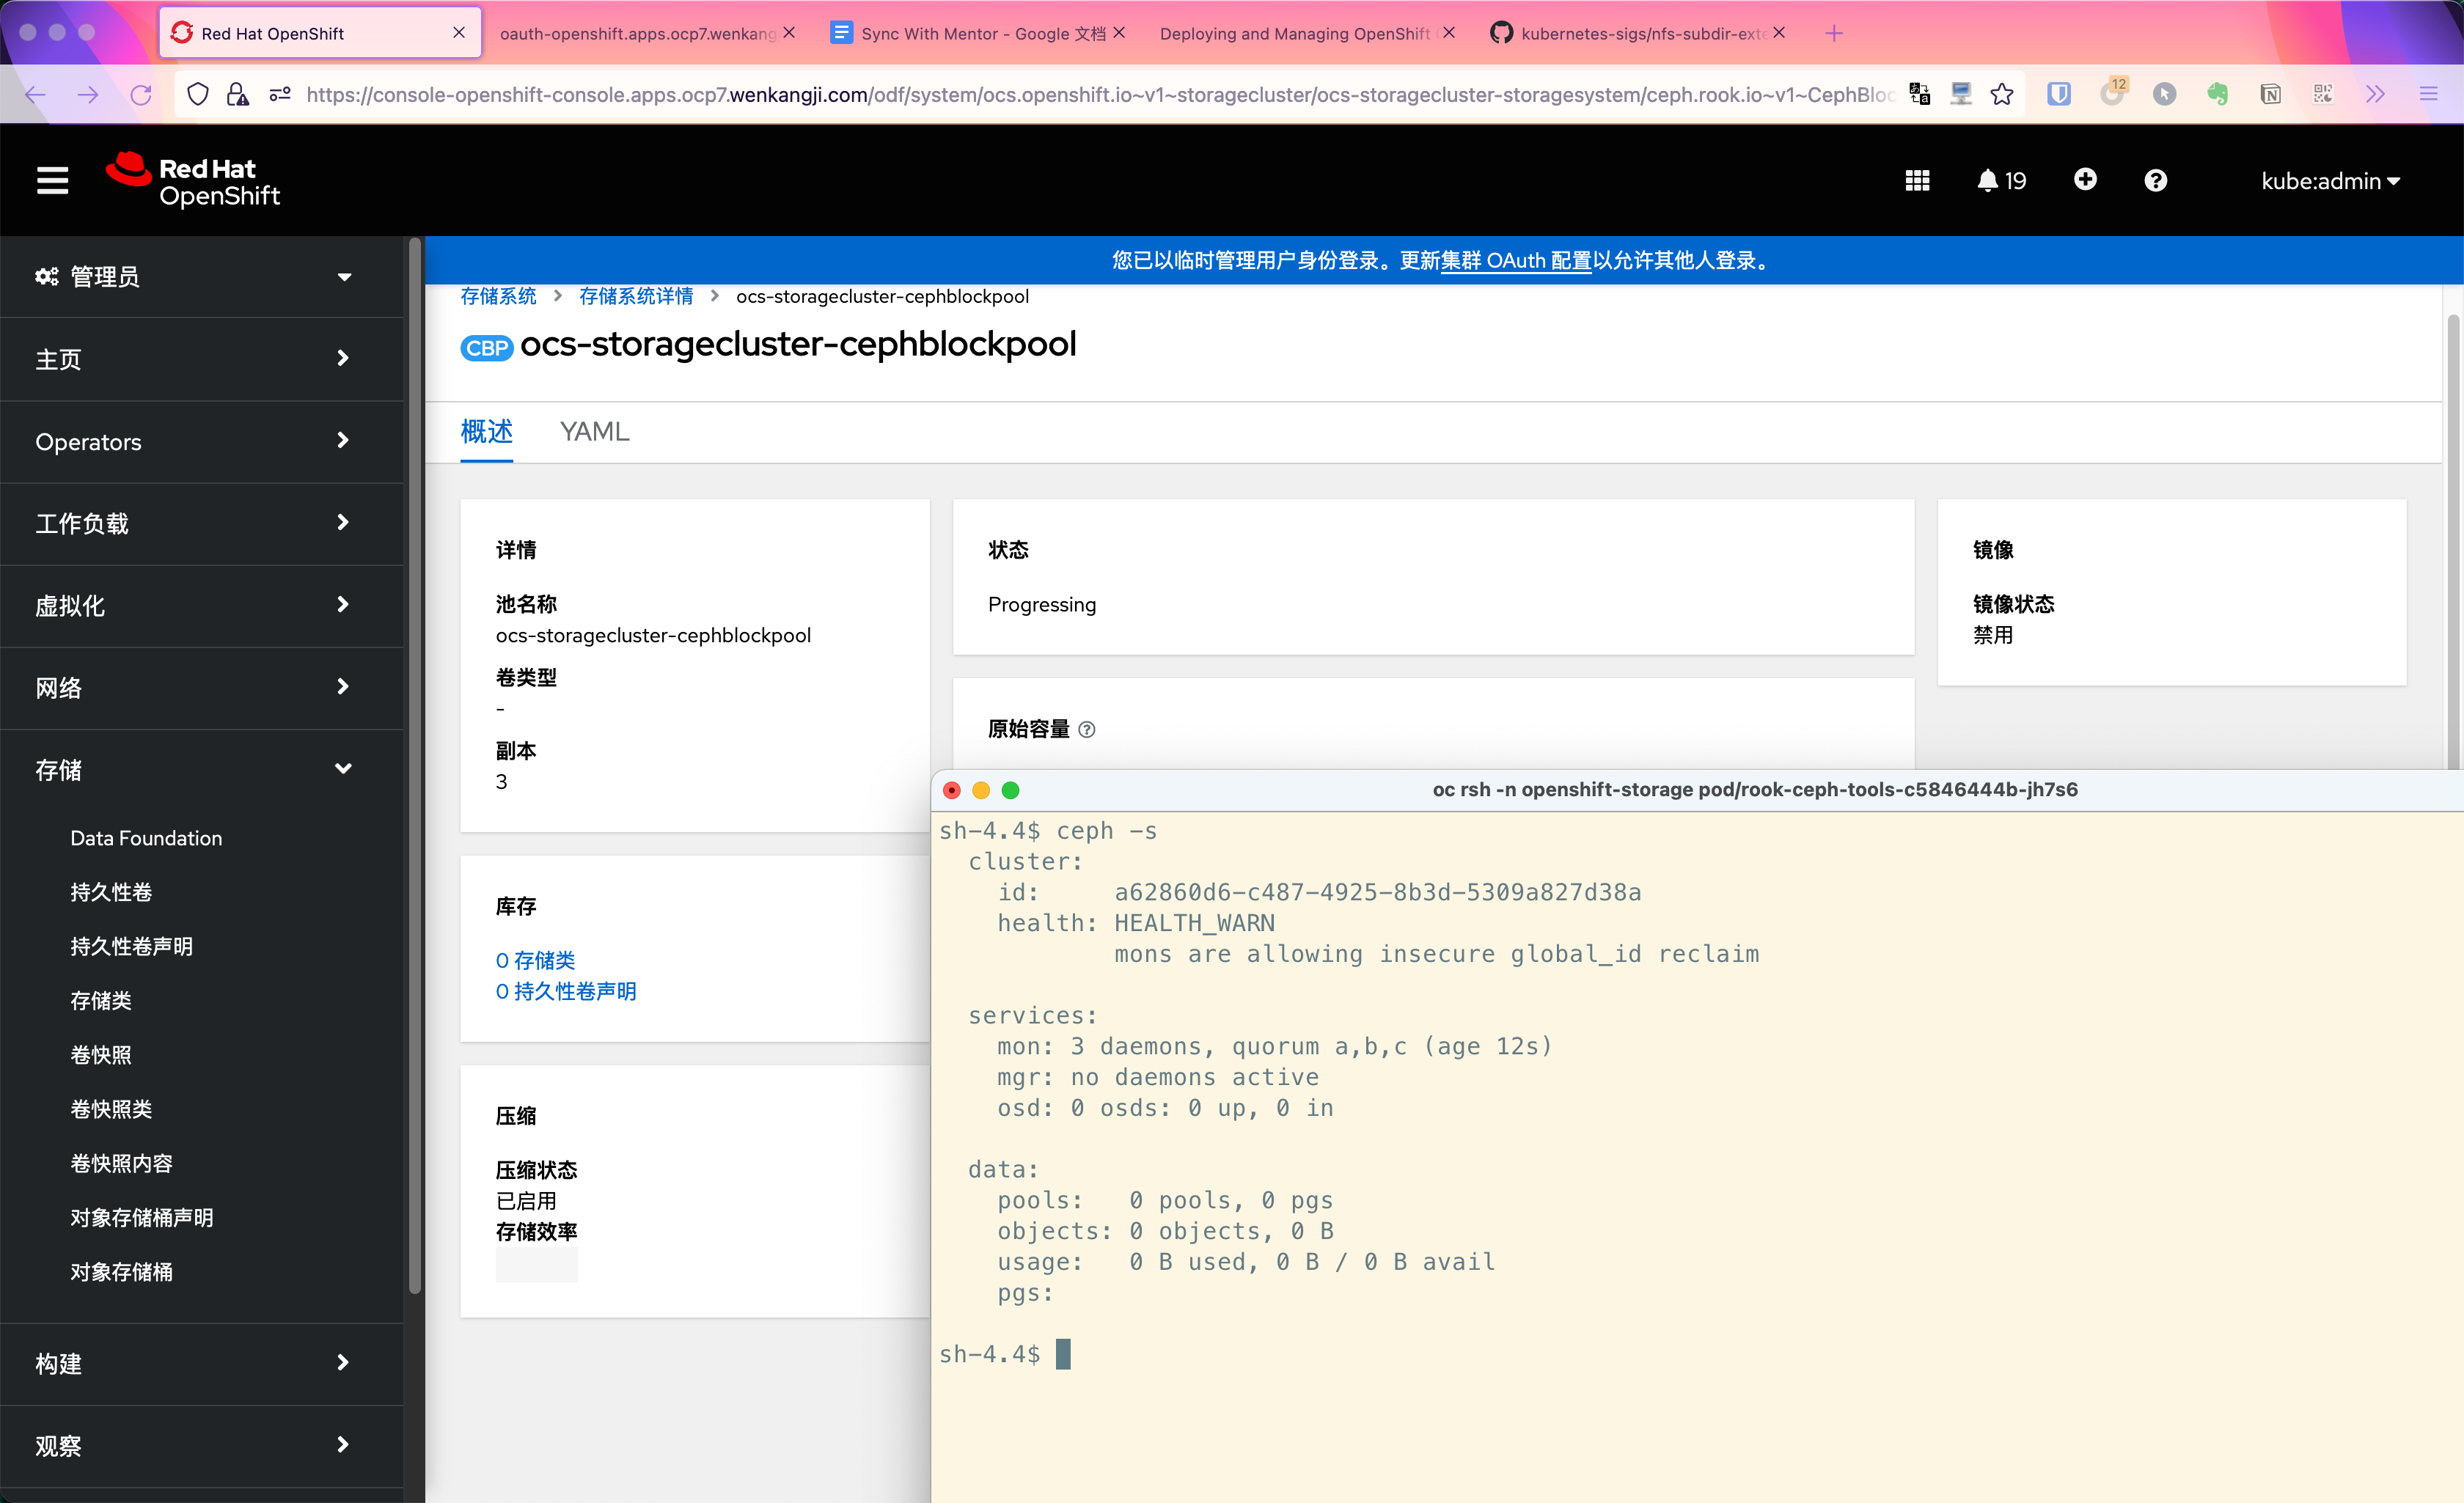 Red Hat OpenShift
oauth-openshift.apps.ocp7.wenkang
Sync With Mentor - Google 文档
Deploying and Managing OpenShift
kubernetes-sigs/nfs-subdir-exte
https://console-openshift-console.apps.ocp7.wenkangji.com/odf/system/ocs.openshift.io~v1~storagecluster/ocs-storagecluster-storagesystem/ceph.rook.io~v1~CephBloc
12
Red Hat
OpenShift
19
kube:admin
管理员
主页
Operators
工作负载
虚拟化
网络
存储
Data Foundation
持久性卷
持久性卷声明
存储类
卷快照
卷快照类
卷快照内容
对象存储桶声明
对象存储桶
构建
观察
您已以临时管理用户身份登录。更新集群 OAuth 配置以允许其他人登录。
存储系统 > 存储系统详情 > ocs-storagecluster-cephblockpool
CBP ocs-storagecluster-cephblockpool
概述 YAML
详情
池名称
ocs-storagecluster-cephblockpool
卷类型
-
副本
3
库存
0 存储类
0 持久性卷声明
压缩
压缩状态
已启用
存储效率
状态
Progressing
原始容量
镜像
镜像状态
禁用
oc rsh -n openshift-storage pod/rook-ceph-tools-c5846444b-jh7s6
sh-4.4$ ceph -s
cluster:
id: a62860d6-c487-4925-8b3d-5309a827d38a
health: HEALTH_WARN
mons are allowing insecure global_id reclaim
services:
mon: 3 daemons, quorum a,b,c (age 12s)
mgr: no daemons active
osd: 0 osds: 0 up, 0 in
data:
pools: 0 pools, 0 pgs
objects: 0 objects, 0 B
usage: 0 B used, 0 B / 0 B avail
pgs:
sh-4.4$